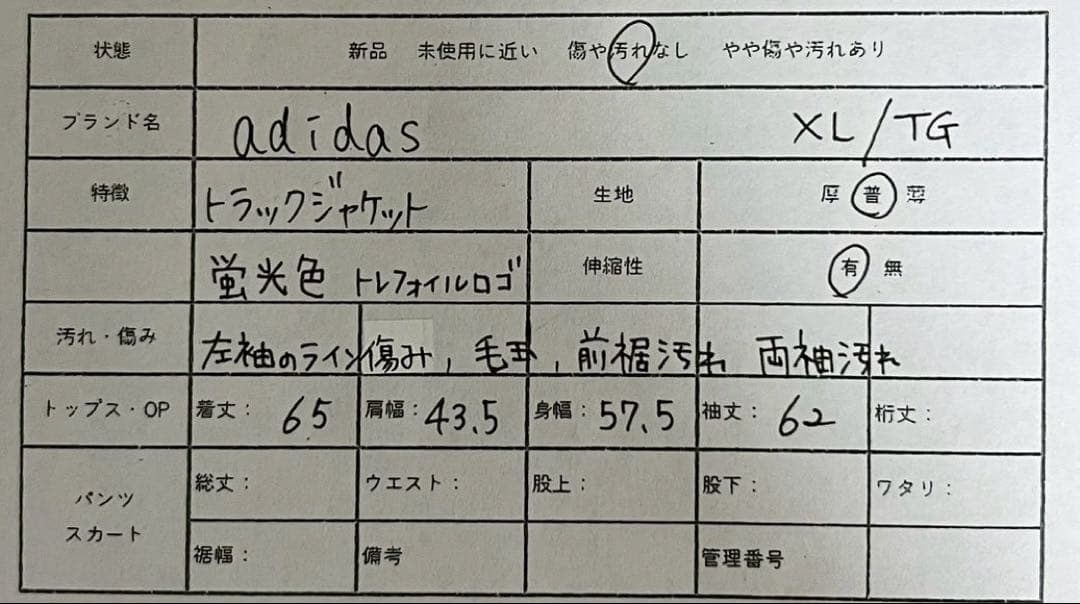 状態 新品 未使用に近い 傷や汚れなし やや傷や汚れあり
ブランド名 adidas XL/TG
特徴 トラックジャケット 生地 厚 普 薄
蛍光色 トレフォイルロゴ 伸縮性 有 無
汚れ・傷み 左袖のライン傷み, 毛玉, 前裾汚れ 両袖汚れ
トップス・OP 着丈: 65 肩幅: 43.5 身幅: 57.5 袖丈: 62 裄丈:
パンツ スカート 総丈: ウエスト: 股上: 股下: ワタリ:
裾幅: 備考 管理番号